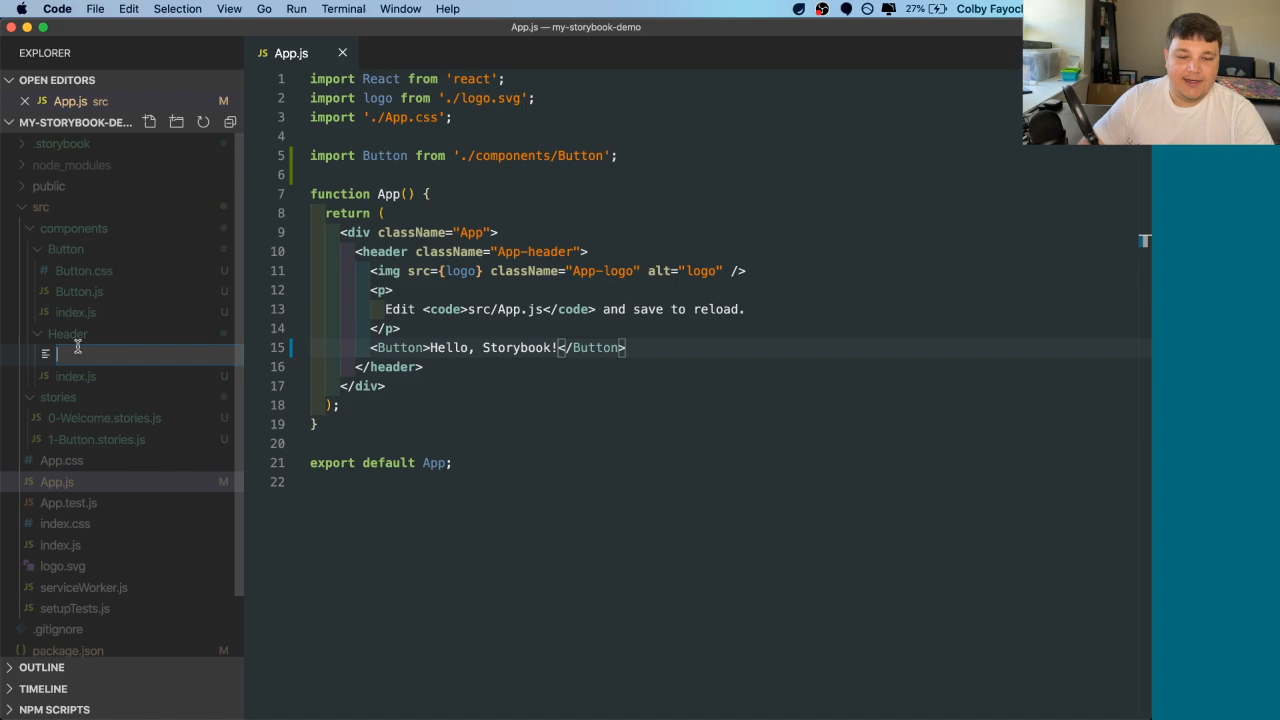 Code File Edit Selection View Go Run Terminal Window Help 27% Colby Fayock
App.js — my-storybook-demo
EXPLORER
OPEN EDITORS
App.js src M
MY-STORYBOOK-DE...
.storybook
node_modules
public
src
components
Button
Button.css U
Button.js U
index.js U
Header
index.js U
stories
0-Welcome.stories.js U
1-Button.stories.js U
App.css
App.js M
App.test.js
index.css
index.js
logo.svg
serviceWorker.js
setupTests.js
.gitignore
package.json M
OUTLINE
TIMELINE
NPM SCRIPTS
JS App.js
1 import React from 'react';
2 import logo from './logo.svg';
3 import './App.css';
4
5 import Button from './components/Button';
6
7 function App() {
8 return (
9 <div className="App">
10 <header className="App-header">
11 <img src={logo} className="App-logo" alt="logo" />
12 <p>
13 Edit <code>src/App.js</code> and save to reload.
14 </p>
15 <Button>Hello, Storybook!</Button>
16 </header>
17 </div>
18 );
19 }
20
21 export default App;
22